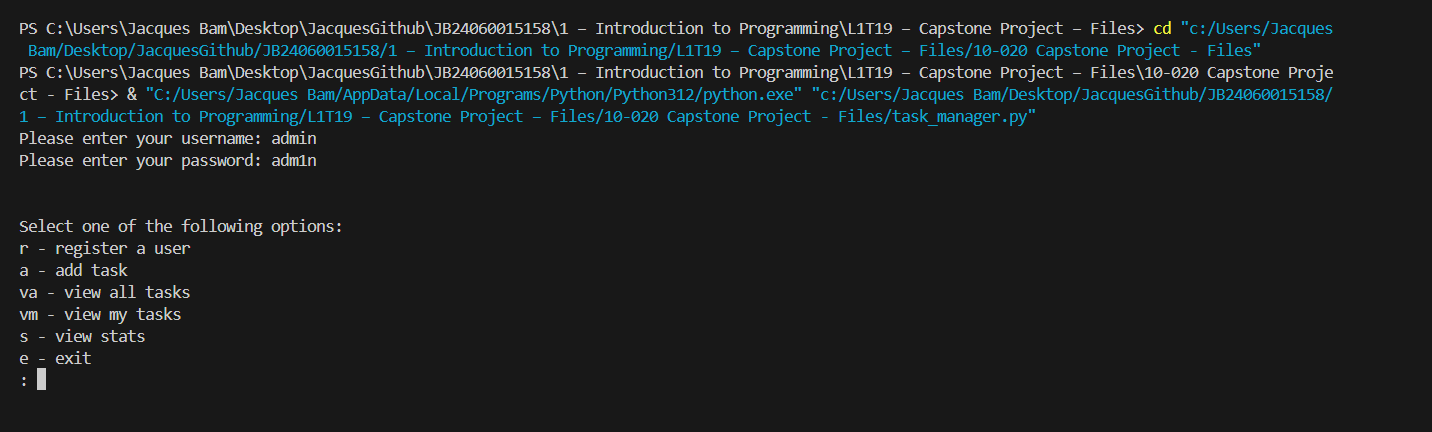 PS C:\Users\Jacques Bam\Desktop\JacquesGithub\JB24060015158\1 – Introduction to Programming\L1T19 – Capstone Project – Files> cd "c:/Users/Jacques
 Bam/Desktop/JacquesGithub/JB24060015158/1 – Introduction to Programming/L1T19 – Capstone Project – Files/10-020 Capstone Project - Files"
PS C:\Users\Jacques Bam\Desktop\JacquesGithub\JB24060015158\1 – Introduction to Programming\L1T19 – Capstone Project – Files\10-020 Capstone Proje
ct - Files> & "C:/Users/Jacques Bam/AppData/Local/Programs/Python/Python312/python.exe" "c:/Users/Jacques Bam/Desktop/JacquesGithub/JB24060015158/
1 – Introduction to Programming/L1T19 – Capstone Project – Files/10-020 Capstone Project - Files/task_manager.py"
Please enter your username: admin
Please enter your password: adm1n
Select one of the following options:
r - register a user
a - add task
va - view all tasks
vm - view my tasks
s - view stats
e - exit
: